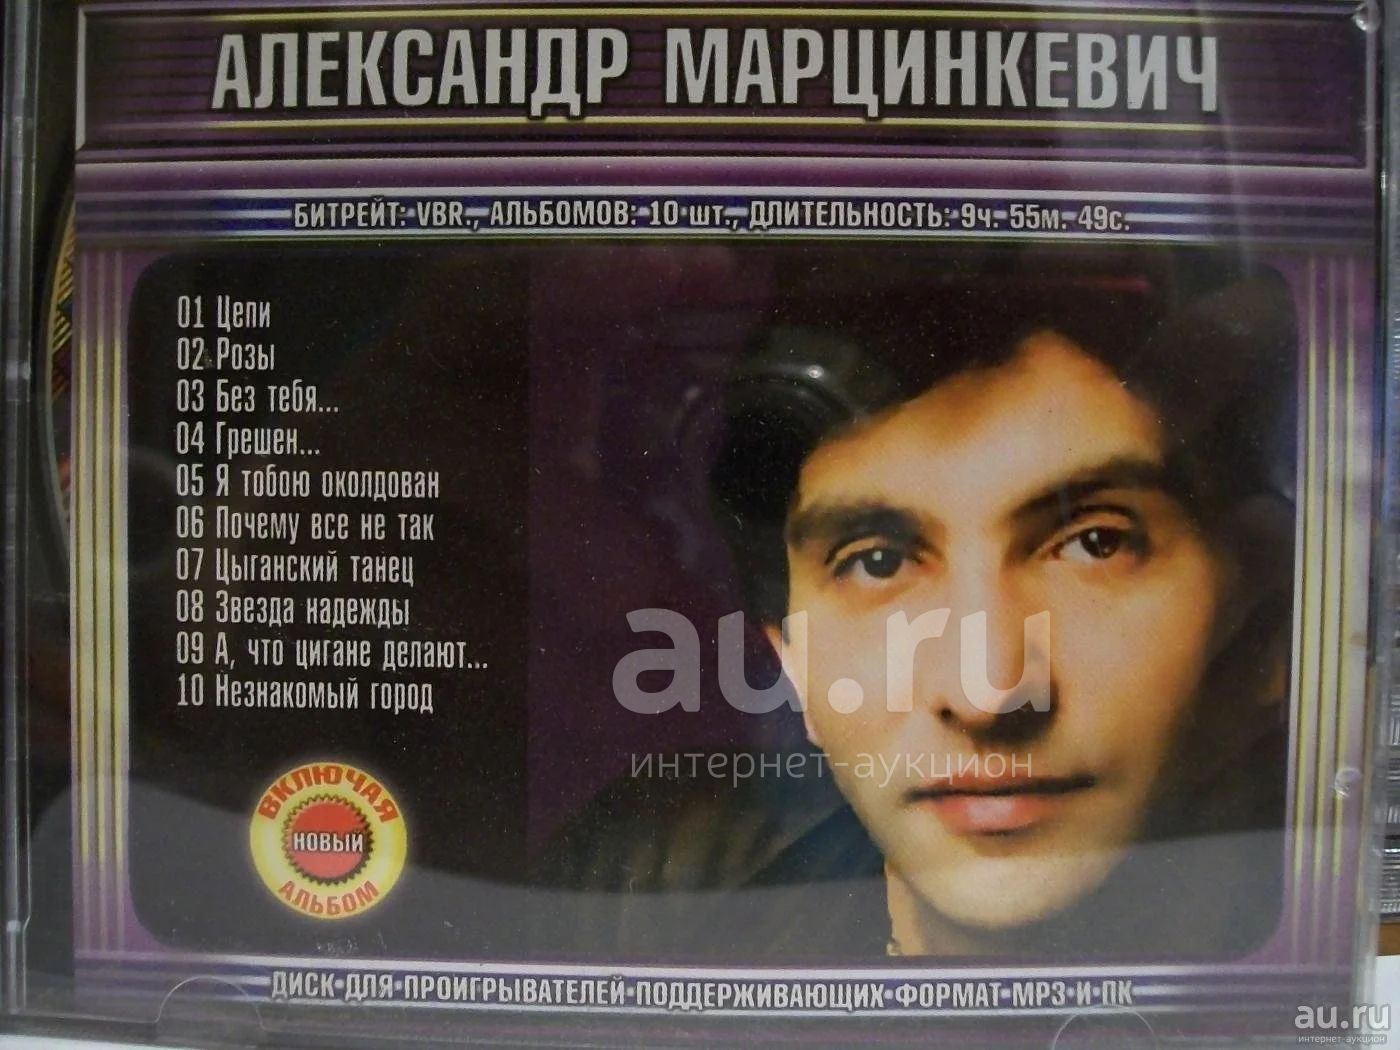 АЛЕКСАНДР МАРЦИНКЕВИЧ
БИТРЕЙТ: VBR., АЛЬБОМОВ: 10 шт., ДЛИТЕЛЬНОСТЬ: 9ч. 55м. 49с.
01 Цепи
02 Розы
03 Без тебя...
04 Грешен...
05 Я тобою околдован
06 Почему все не так
07 Цыганский танец
08 Звезда надежды
09 А, что цигане делают...
10 Незнакомый город
au.ru
интернет-аукцион
ВКЛЮЧАЯ
НОВЫЙ
АЛЬБОМ
ДИСК•ДЛЯ•ПРОИГРЫВАТЕЛЕЙ•ПОДДЕРЖИВАЮЩИХ•ФОРМАТ•MP3•И•ПК
au.ru
интернет-аукцион